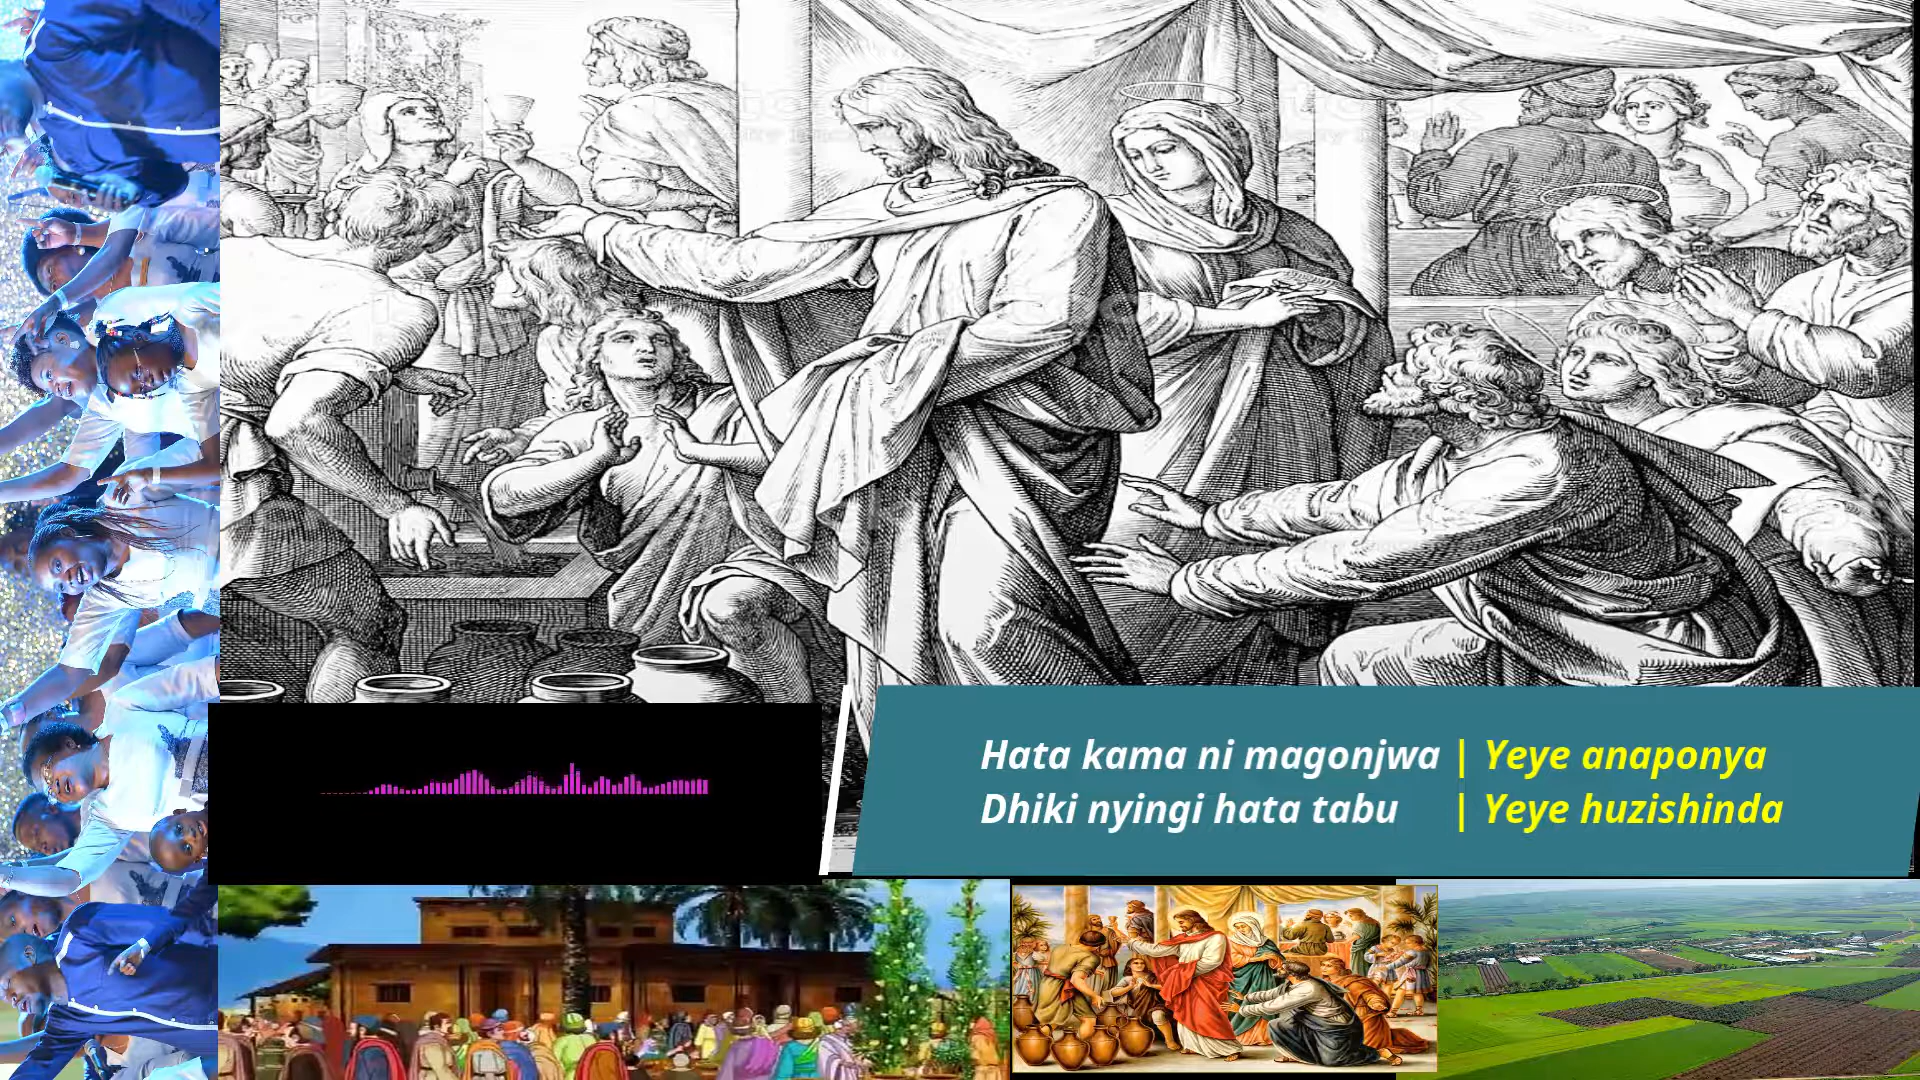 Hata kama ni magonjwa | Yeye anaponya
Dhiki nyingi hata tabu | Yeye huzishinda